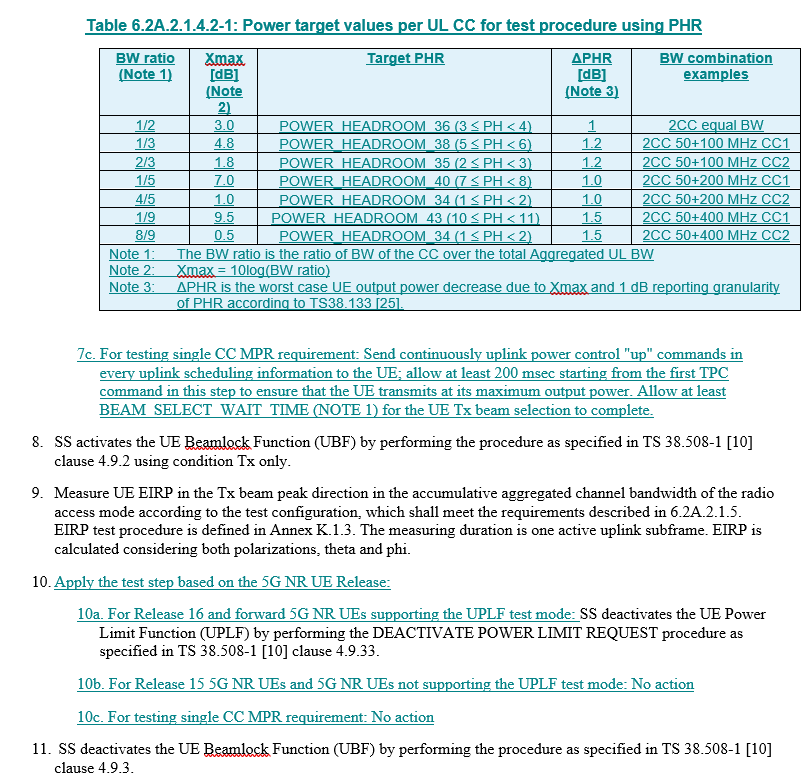 Table 6.2A.2.1.4.2-1: Power target values per UL CC for test procedure using PHR
BW ratio (Note 1) Xmax [dB] (Note 2) Target PHR ΔPHR [dB] (Note 3) BW combination examples
1/2 3.0 POWER_HEADROOM_36 (3 ≤ PH < 4) 1 2CC equal BW
1/3 4.8 POWER_HEADROOM_38 (5 ≤ PH < 6) 1.2 2CC 50+100 MHz CC1
2/3 1.8 POWER_HEADROOM_35 (2 ≤ PH < 3) 1.2 2CC 50+100 MHz CC2
1/5 7.0 POWER_HEADROOM_40 (7 ≤ PH < 8) 1.0 2CC 50+200 MHz CC1
4/5 1.0 POWER_HEADROOM_34 (1 ≤ PH < 2) 1.0 2CC 50+200 MHz CC2
1/9 9.5 POWER_HEADROOM_43 (10 ≤ PH < 11) 1.5 2CC 50+400 MHz CC1
8/9 0.5 POWER_HEADROOM_34 (1 ≤ PH < 2) 1.5 2CC 50+400 MHz CC2
Note 1: The BW ratio is the ratio of BW of the CC over the total Aggregated UL BW
Note 2: Xmax = 10log(BW ratio)
Note 3: ΔPHR is the worst case UE output power decrease due to Xmax and 1 dB reporting granularity
of PHR according to TS38.133 [25].
7c. For testing single CC MPR requirement: Send continuously uplink power control "up" commands in
every uplink scheduling information to the UE; allow at least 200 msec starting from the first TPC
command in this step to ensure that the UE transmits at its maximum output power. Allow at least
BEAM_SELECT_WAIT_TIME (NOTE 1) for the UE Tx beam selection to complete.
8. SS activates the UE Beamlock Function (UBF) by performing the procedure as specified in TS 38.508-1 [10]
clause 4.9.2 using condition Tx only.
9. Measure UE EIRP in the Tx beam peak direction in the accumulative aggregated channel bandwidth of the radio
access mode according to the test configuration, which shall meet the requirements described in 6.2A.2.1.5.
EIRP test procedure is defined in Annex K.1.3. The measuring duration is one active uplink subframe. EIRP is
calculated considering both polarizations, theta and phi.
10. Apply the test step based on the 5G NR UE Release:
10a. For Release 16 and forward 5G NR UEs supporting the UPLF test mode: SS deactivates the UE Power
Limit Function (UPLF) by performing the DEACTIVATE POWER LIMIT REQUEST procedure as
specified in TS 38.508-1 [10] clause 4.9.33.
10b. For Release 15 5G NR UEs and 5G NR UEs not supporting the UPLF test mode: No action
10c. For testing single CC MPR requirement: No action
11. SS deactivates the UE Beamlock Function (UBF) by performing the procedure as specified in TS 38.508-1 [10]
clause 4.9.3.